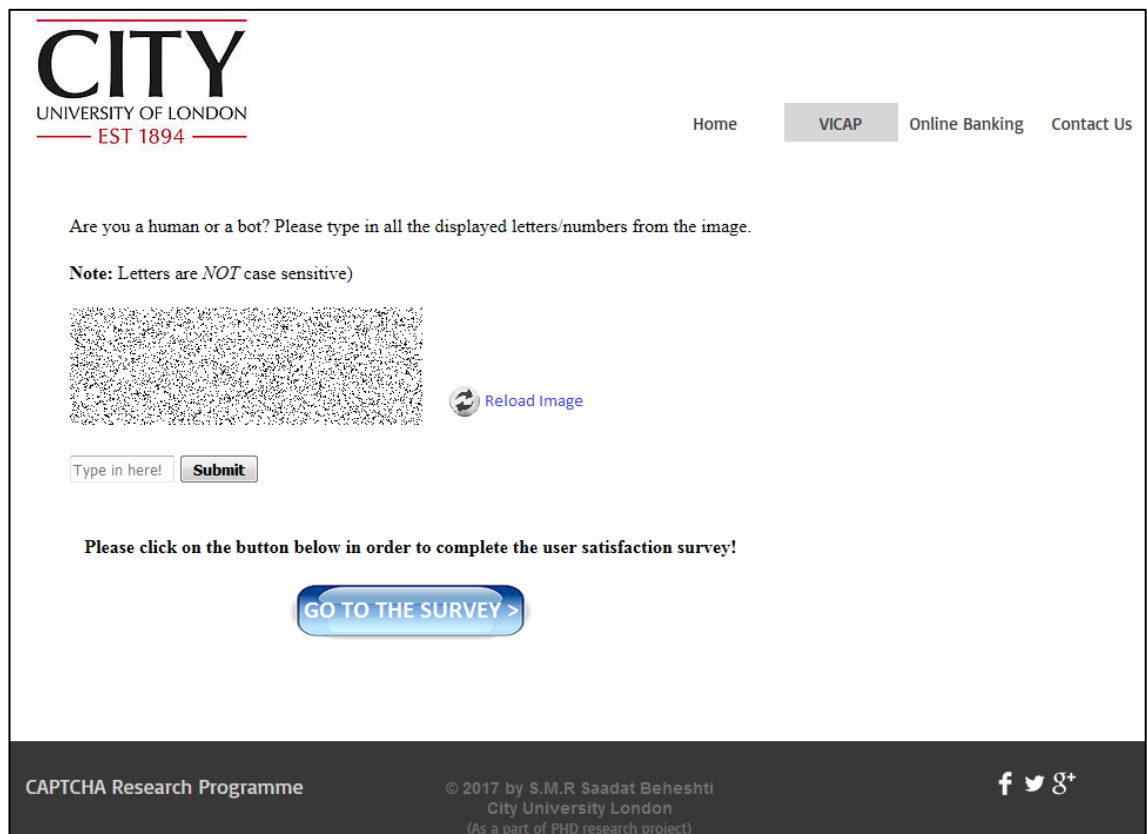 CITY
UNIVERSITY OF LONDON
EST 1894
Home VICAP Online Banking Contact Us
Are you a human or a bot? Please type in all the displayed letters/numbers from the image.
Note: Letters are NOT case sensitive)
Reload Image
Type in here! Submit
Please click on the button below in order to complete the user satisfaction survey!
GO TO THE SURVEY >
CAPTCHA Research Programme
© 2017 by S.M.R Saadat Beheshti
City University London
(As a part of PHD research project)
f g+